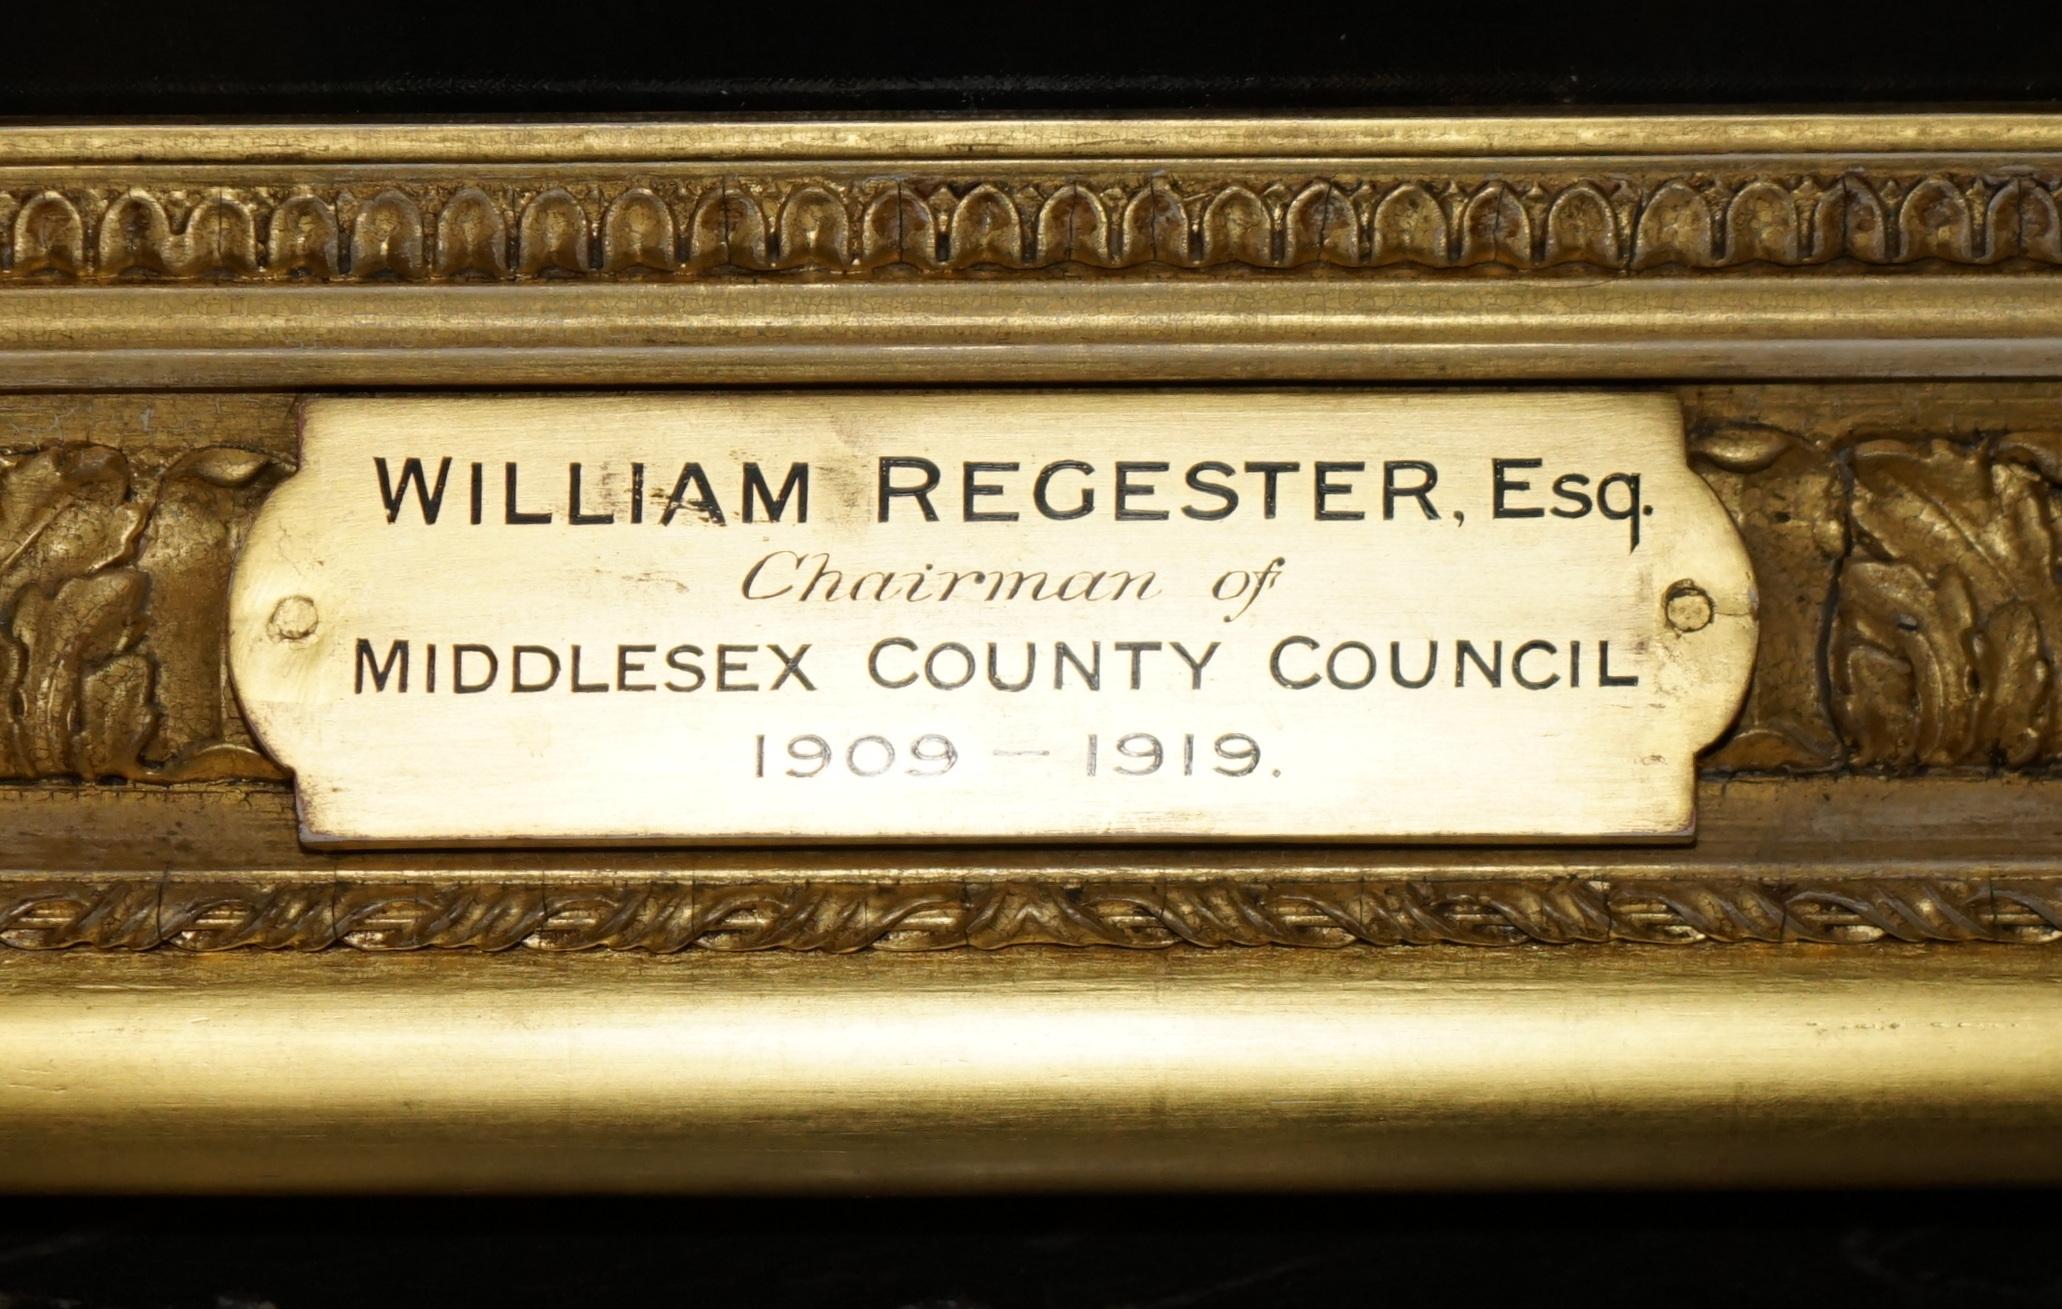 WILLIAM REGESTER, Esq.
Chairman of
MIDDLESEX COUNTY COUNCIL
1909 – 1919.